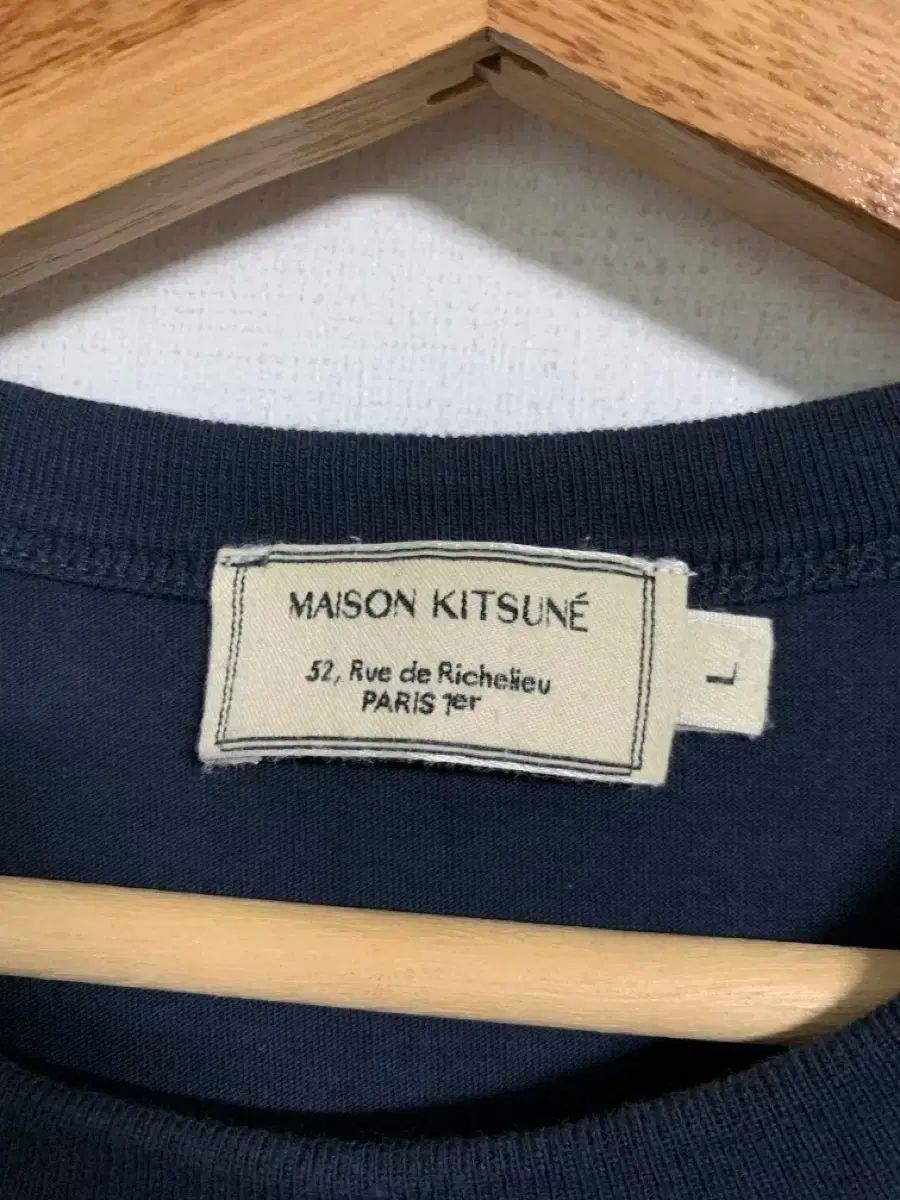 MAISON KITSUNÉ
52, Rue de Richelieu
PARIS 1er
L